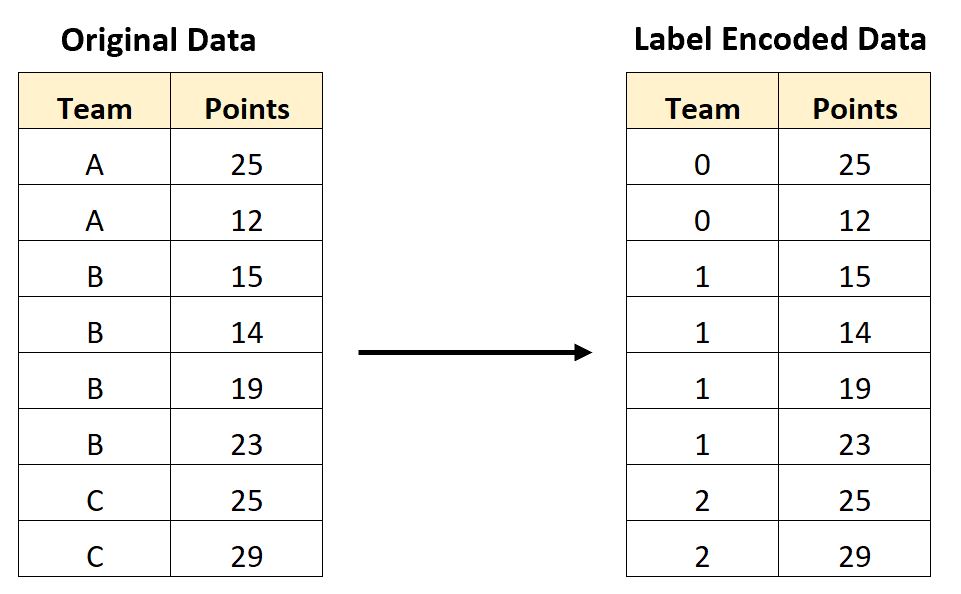 Original Data
Team Points
A 25
A 12
B 15
B 14
B 19
B 23
C 25
C 29
Label Encoded Data
Team Points
0 25
0 12
1 15
1 14
1 19
1 23
2 25
2 29